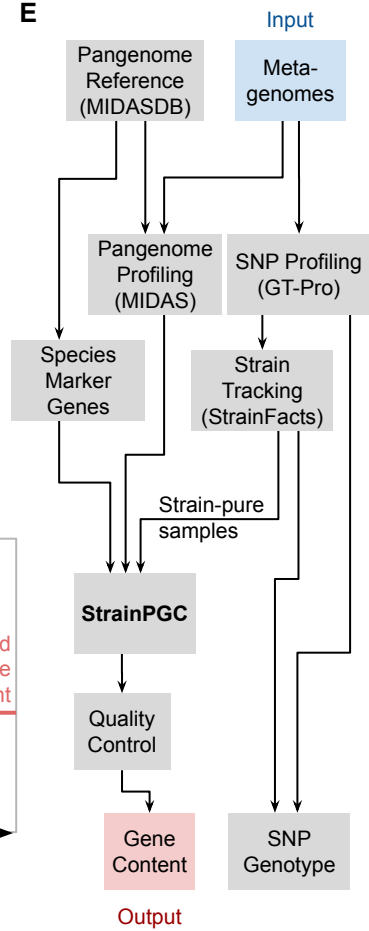 E
Input
Pangenome
Reference
(MIDASDB)
Meta-
genomes
Pangenome
Profiling
(MIDAS)
SNP Profiling
(GT-Pro)
Species
Marker
Genes
Strain
Tracking
(StrainFacts)
Strain-pure
samples
d
e
nt
StrainPGC
Quality
Control
Gene
Content
SNP
Genotype
Output